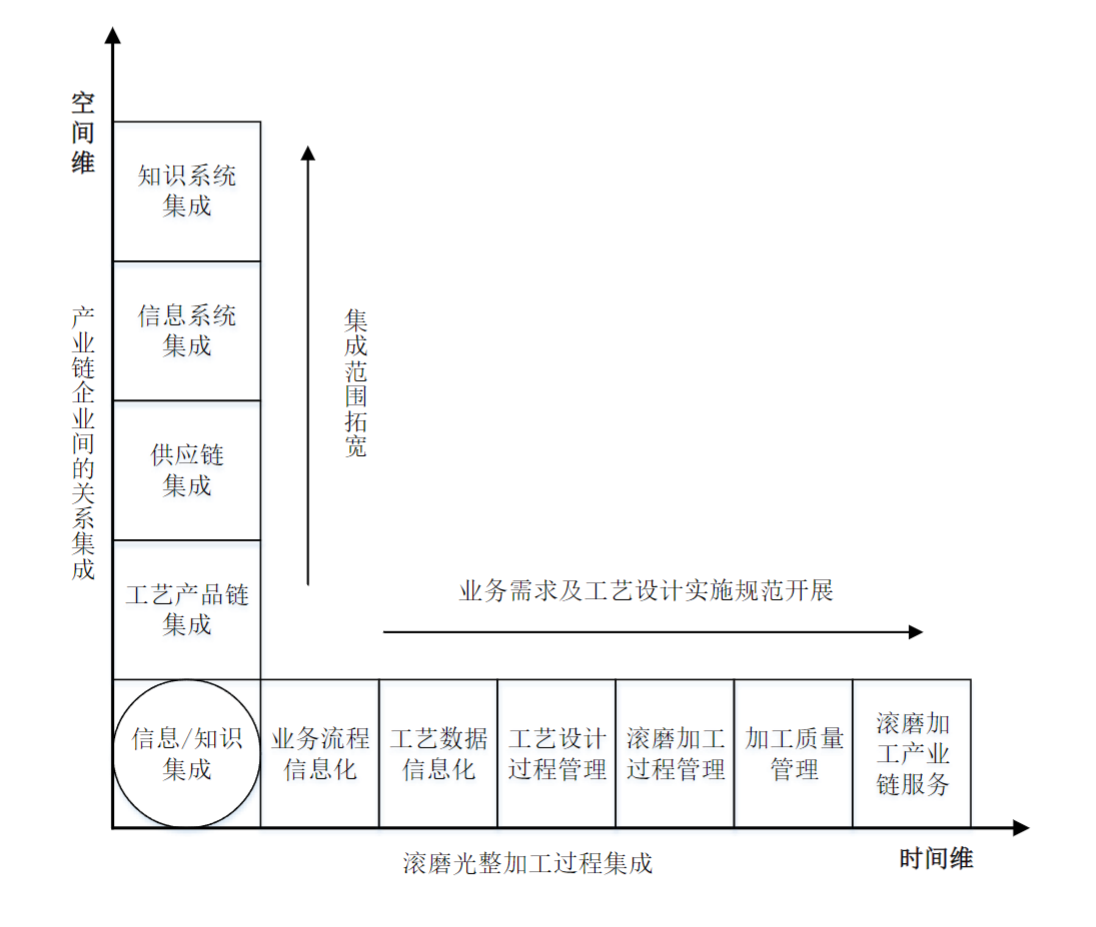 空间维
知识系统
集成
信息系统
集成
供应链
集成
工艺产品链
集成
产业链企业间的关系集成
集成范围拓宽
业务需求及工艺设计实施规范开展
信息/知识
集成
业务流程
信息化
工艺数据
信息化
工艺设计
过程管理
滚磨加工
过程管理
加工质量
管理
滚磨加
工产业
链服务
滚磨光整加工过程集成
时间维